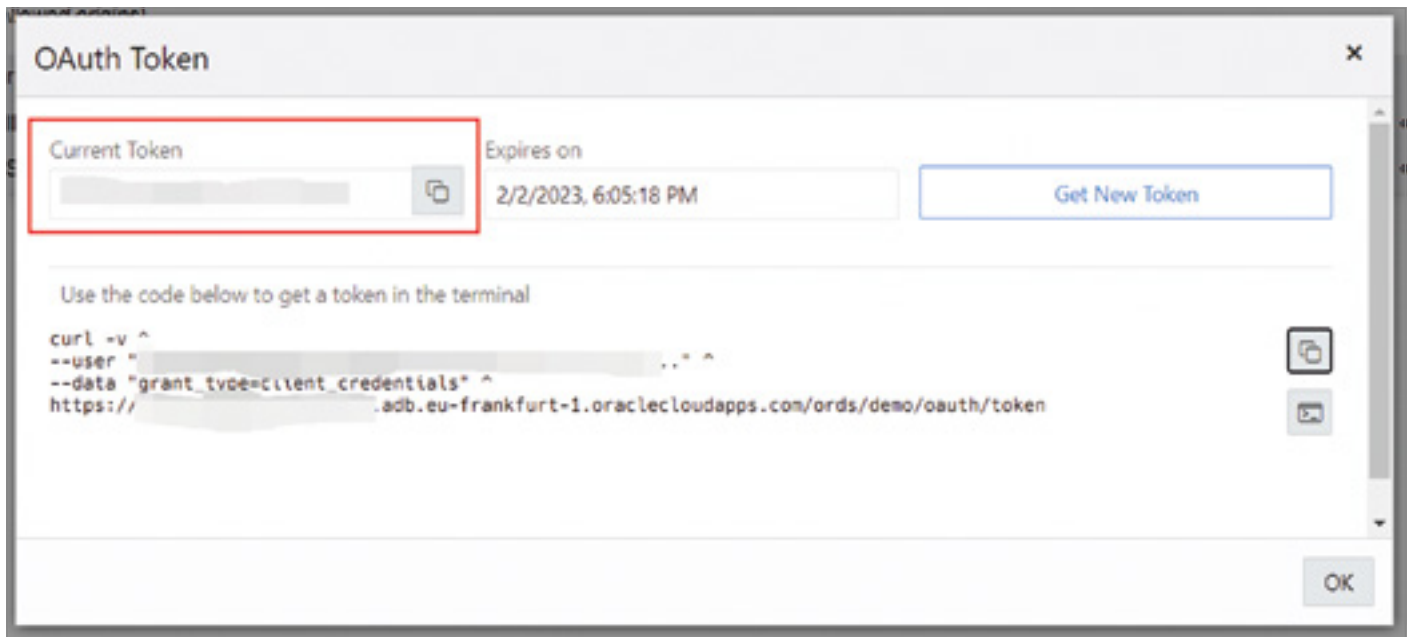 OAuth Token
Current Token
Expires on
2/2/2023, 6:05:18 PM
Get New Token
Use the code below to get a token in the terminal
curl -v ^
--user " .." ^
--data "grant_type=client_credentials" ^
https:// .adb.eu-frankfurt-1.oraclecloudapps.com/ords/demo/oauth/token
OK